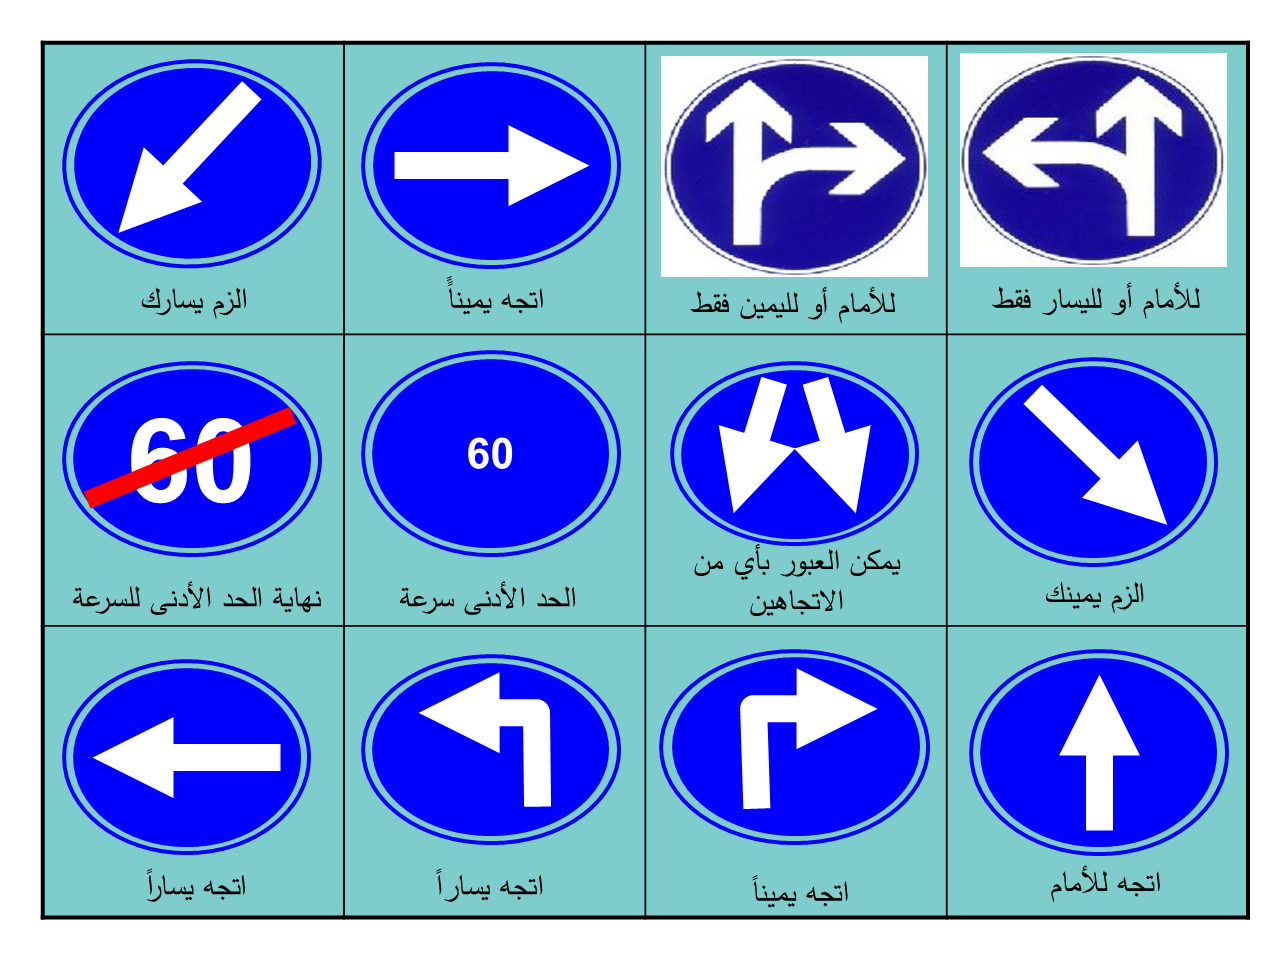 للأمام أو لليسار فقط
للأمام أو لليمين فقط
اتجه يميناً
الزم يسارك
الزم يمينك
يمكن العبور بأي من
الاتجاهين
60
الحد الأدنى سرعة
60
نهاية الحد الأدنى للسرعة
اتجه للأمام
اتجه يميناً
اتجه يساراً
اتجه يساراً